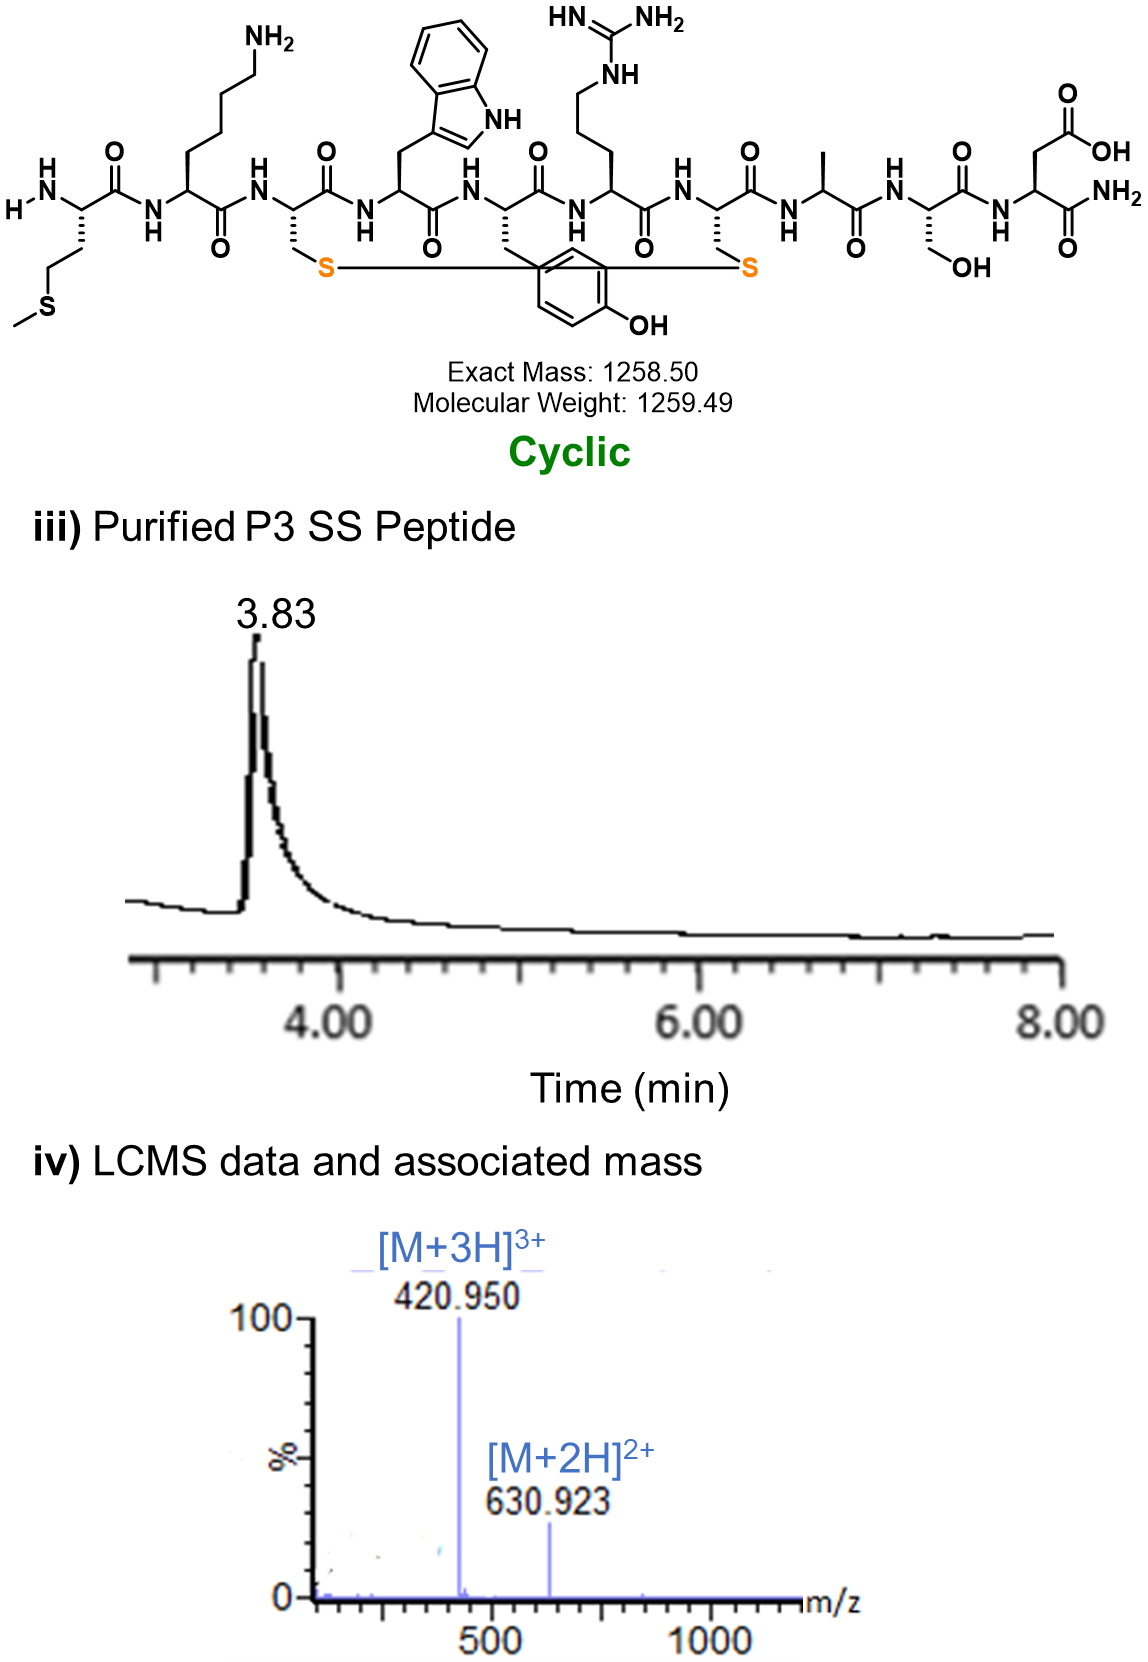 HN NH2
NH2
NH
NH
O
OH
H O H O H O H O H O
H N N N N N NH2
N N N N N
H O H O H O H O H O
S S OH
S
OH
Exact Mass: 1258.50
Molecular Weight: 1259.49
Cyclic
iii) Purified P3 SS Peptide
3.83
4.00 6.00 8.00
Time (min)
iv) LCMS data and associated mass
[M+3H]3+
420.950
100
[M+2H]2+
%
630.923
0
m/z
500 1000